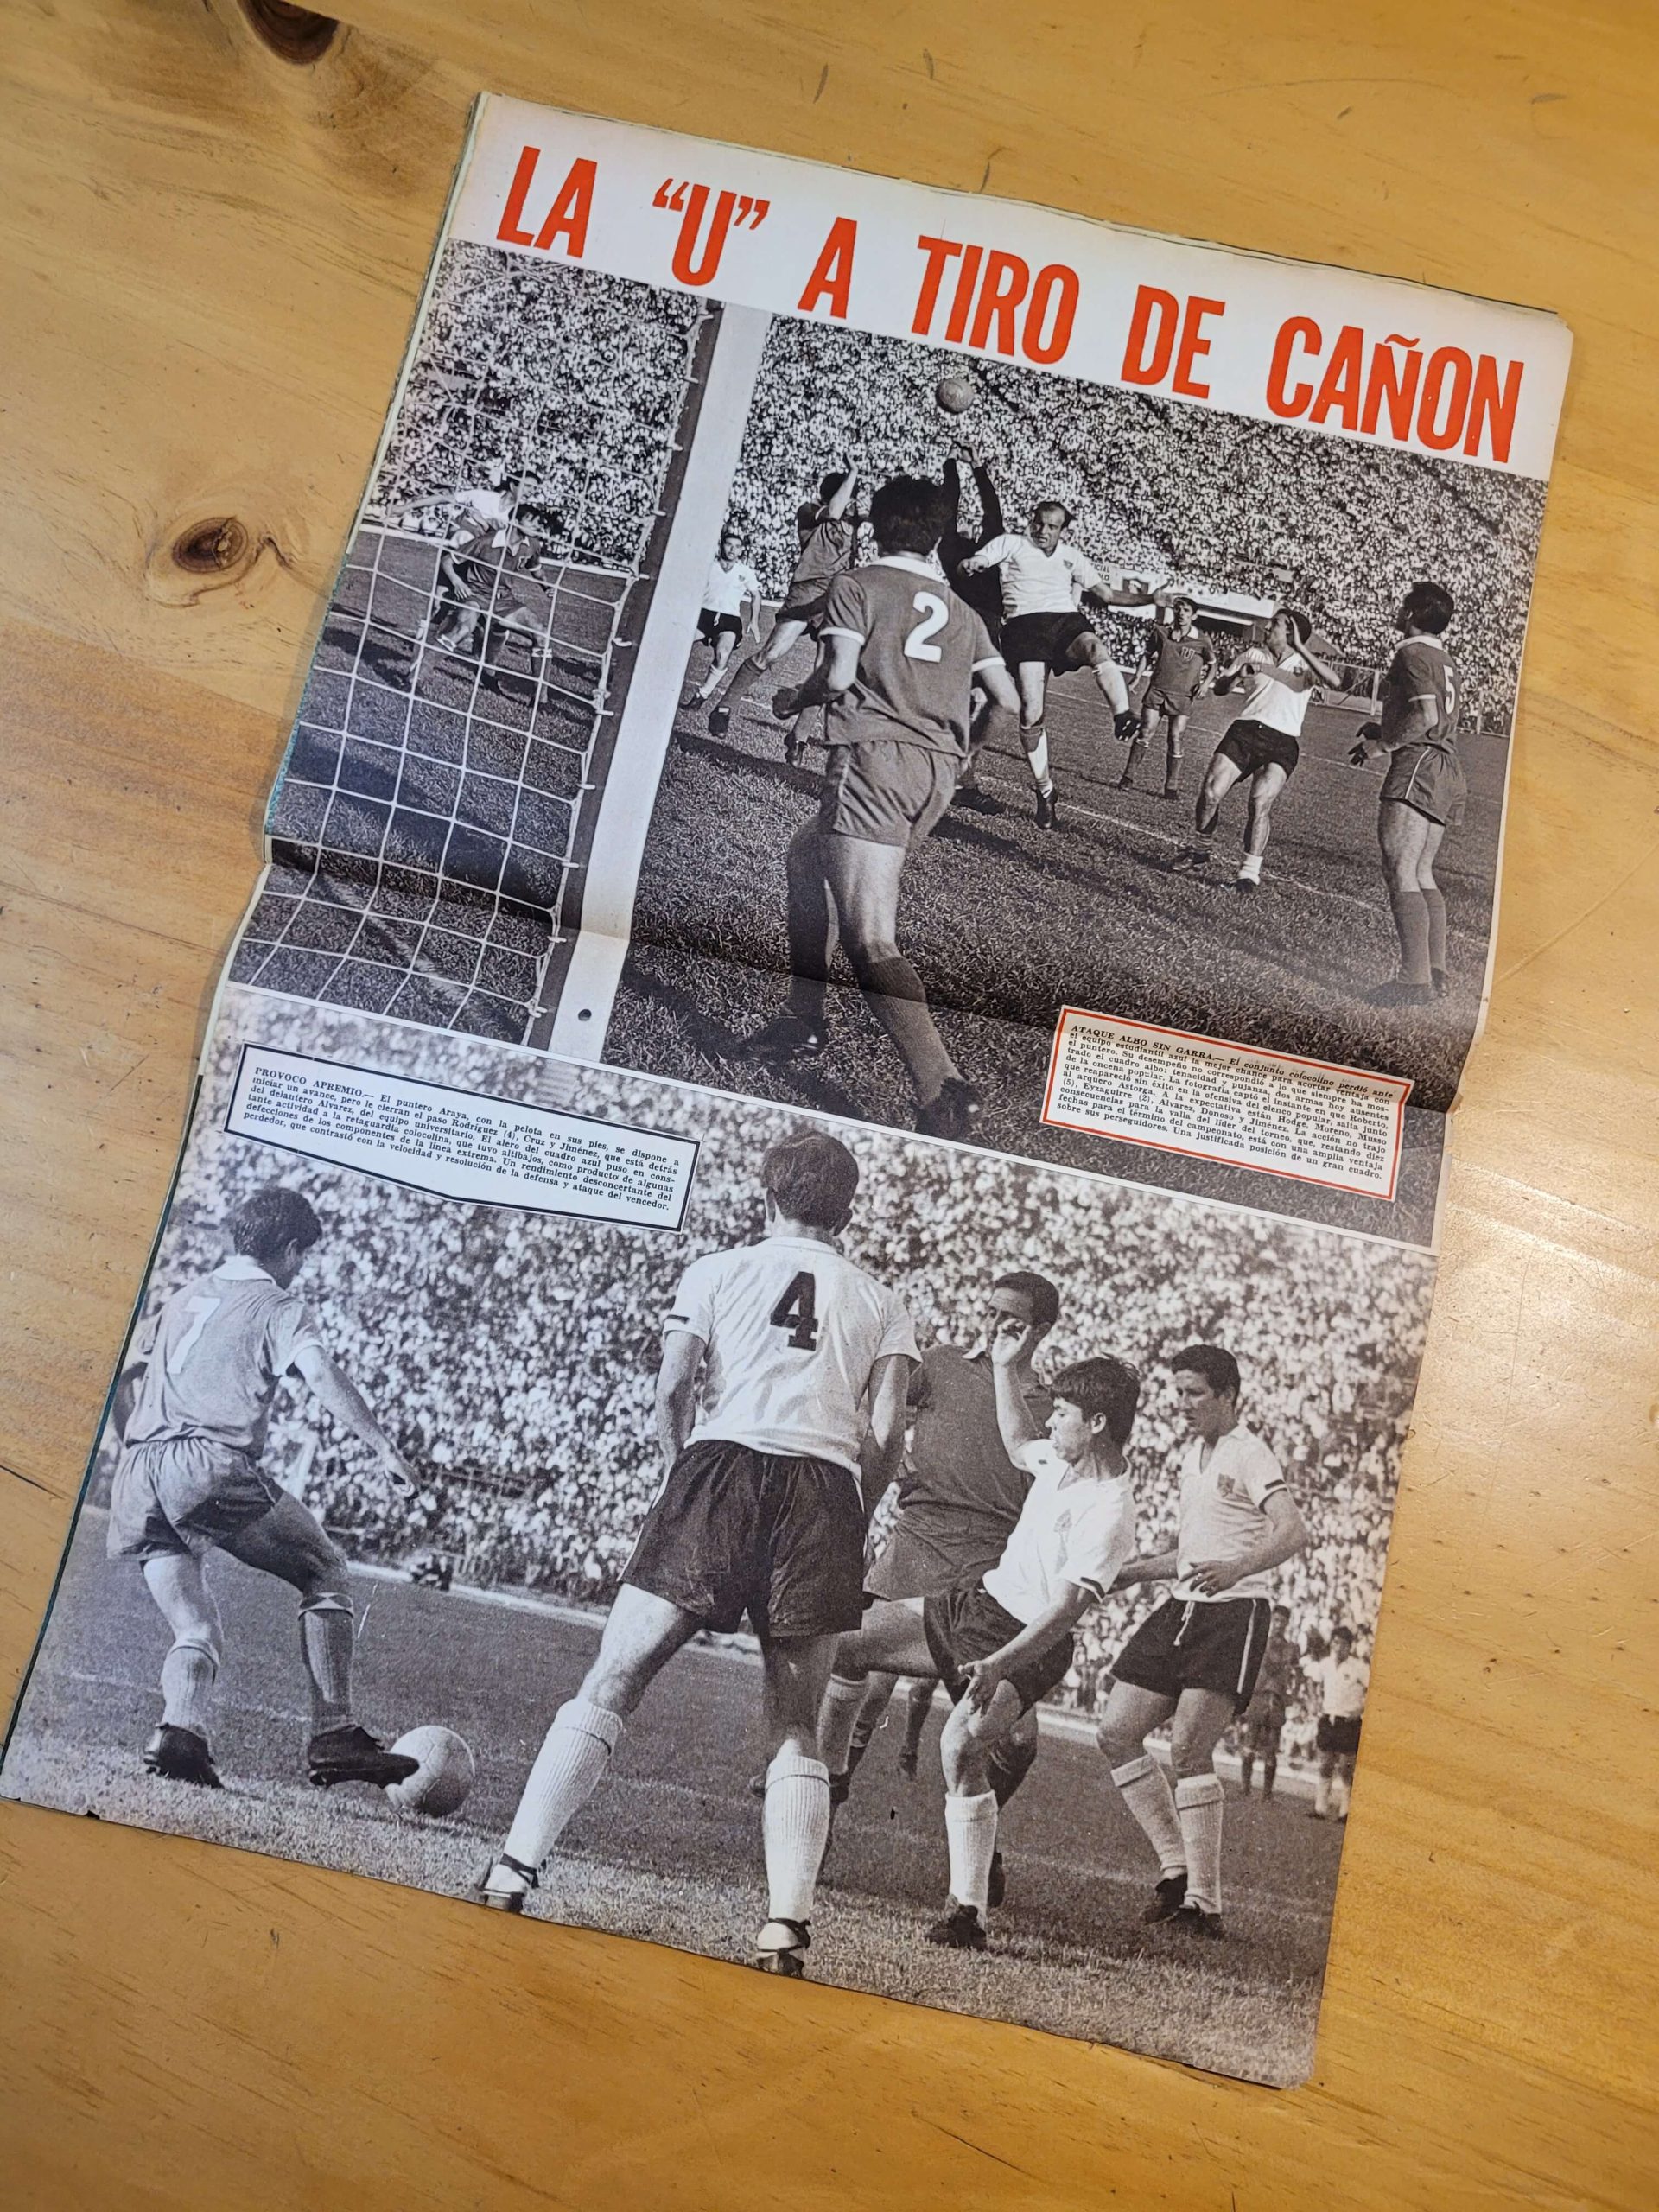 LA “U” A TIRO DE CAÑON
2
5
ATAQUE ALBO SIN GARRA.— El conjunto colocolino perdió ante
el equipo estudiantil azul la mejor chance para acortar ventaja con
el puntero. Su desempeño no correspondió a lo que siempre ha mos-
trado el cuadro albo: tenacidad y pujanza, dos armas hoy ausentes
de la oncena popular. La fotografía captó el instante en que Roberto,
que reapareció sin éxito en la ofensiva del elenco popular, salta junto
al arquero Astorga. A la expectativa están Hodge, Moreno, Musso
(5), Eyzaguirre (2), Alvarez, Donoso y Jiménez. La acción no trajo
consecuencias para la valla del líder del torneo, que, restando diez
fechas para el término del campeonato, está con una amplia ventaja
sobre sus perseguidores. Una justificada posición de un gran cuadro.
PROVOCO APREMIO.— El puntero Araya, con la pelota en sus pies, se dispone a
iniciar un avance, pero le cierran el paso Rodríguez (4), Cruz y Jiménez, que está detrás
del delantero Alvarez, del equipo universitario. El alero del cuadro azul puso en cons-
tante actividad a la retaguardia colocolina, que tuvo altibajos, como producto de algunas
defecciones de los componentes de la línea extrema. Un rendimiento desconcertante del
perdedor, que contrastó con la velocidad y resolución de la defensa y ataque del vencedor.
7
4